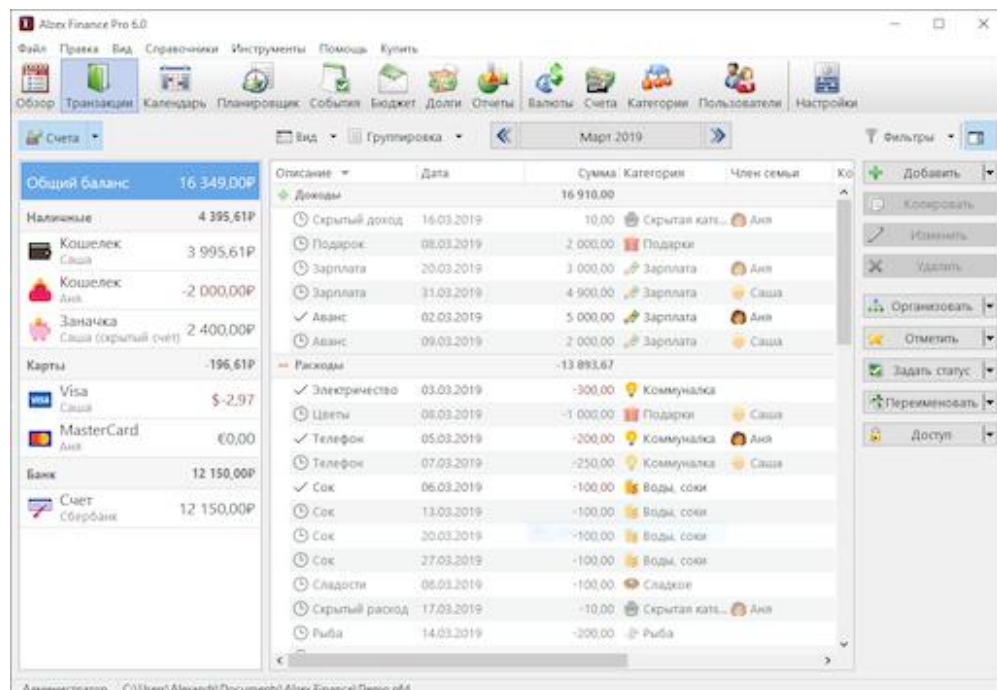 Alzex Finance Pro 6.0
Файл Правка Вид Справочники Инструменты Помощь Купить
Обзор Транзакции Календарь Планировщик События Бюджет Долги Отчеты Валюты Счета Категории Пользователи Настройки
Счета Вид Группировка Март 2019 Фильтры
Общий баланс 16 349,00₽
Наличные 4 395,61₽
Кошелек 3 995,61₽
Саша
Кошелек -2 000,00₽
Аня
Заначка 2 400,00₽
Саша (скрытый счет)
Карты -196,61₽
Visa $-2,97
Саша
MasterCard €0,00
Аня
Банк 12 150,00₽
Счет 12 150,00₽
Сбербанк
Описание Дата Сумма Категория Член семьи Ко
Доходы 16 910,00
Скрытый доход 16.03.2019 10,00 Скрытая кате... Аня
Подарок 08.03.2019 2 000,00 Подарки
Зарплата 20.03.2019 3 000,00 Зарплата Аня
Зарплата 31.03.2019 4 900,00 Зарплата Саша
Аванс 02.03.2019 5 000,00 Зарплата Аня
Аванс 09.03.2019 2 000,00 Зарплата Саша
Расходы -13 893,67
Электричество 03.03.2019 -300,00 Коммуналка
Цветы 08.03.2019 -1 000,00 Подарки Саша
Телефон 05.03.2019 -200,00 Коммуналка Аня
Телефон 07.03.2019 -250,00 Коммуналка Саша
Сок 06.03.2019 -100,00 Воды, соки
Сок 13.03.2019 -100,00 Воды, соки
Сок 20.03.2019 -100,00 Воды, соки
Сок 27.03.2019 -100,00 Воды, соки
Сладости 08.03.2019 -100,00 Сладкое
Скрытый расход 17.03.2019 -10,00 Скрытая кате... Аня
Рыба 14.03.2019 -200,00 Рыба
Добавить
Копировать
Изменить
Удалить
Организовать
Отметить
Задать статус
Переименовать
Доступ
Администратор C:\Users\Alexandr\Documents\Alzex Finance\Demo.afd